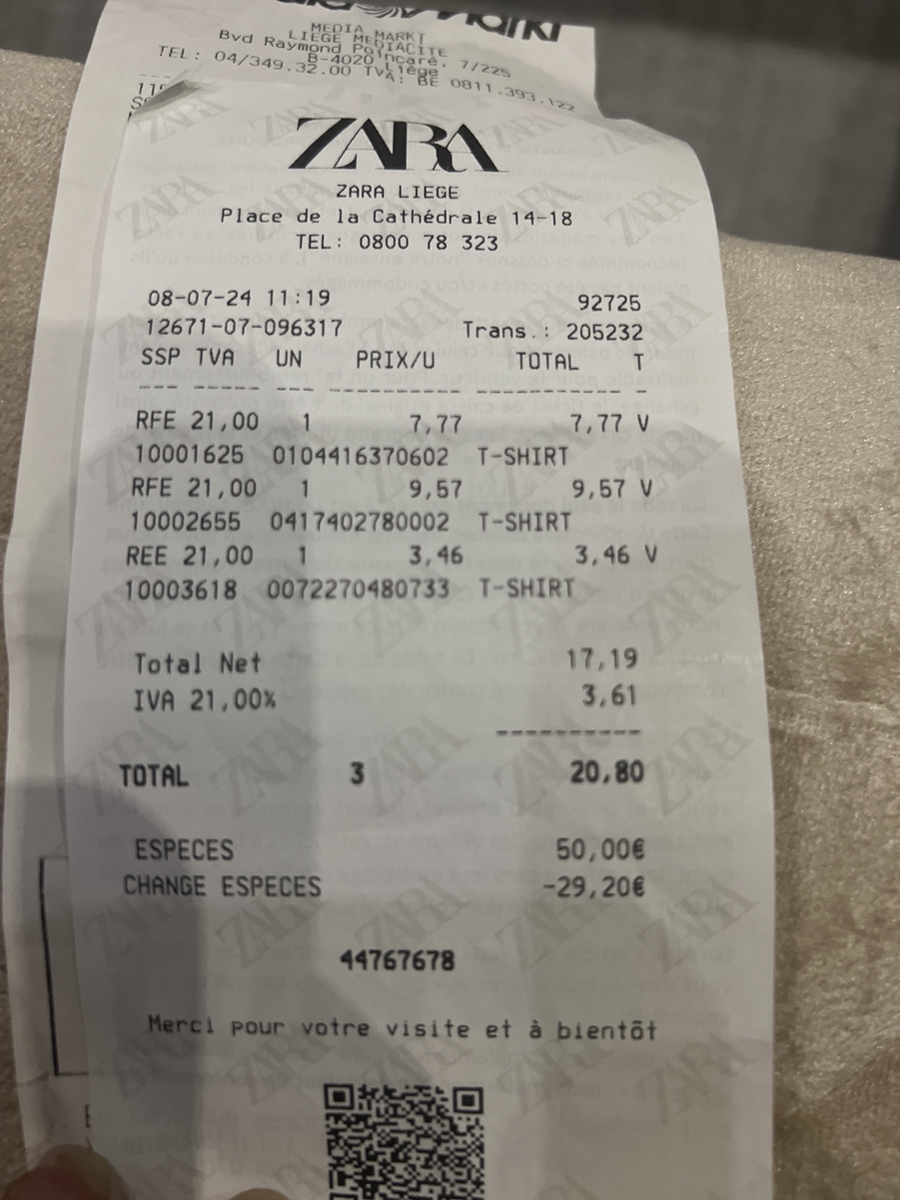 MEDIA MARKT
LIEGE MEDIACITE
Bvd Raymond Poincaré, 7/225
B-4020 Liège
TEL: 04/349.32.00 TVA: BE 0811.393.122
ZARA
ZARA LIEGE
Place de la Cathédrale 14-18
TEL: 0800 78 323
08-07-24 11:19 92725
12671-07-096317 Trans.: 205232
SSP TVA UN PRIX/U TOTAL T
RFE 21,00 1 7,77 7,77 V
10001625 0104416370602 T-SHIRT
RFE 21,00 1 9,57 9,57 V
10002655 0417402780002 T-SHIRT
REE 21,00 1 3,46 3,46 V
10003618 0072270480733 T-SHIRT
Total Net 17,19
IVA 21,00% 3,61
TOTAL 3 20,80
ESPECES 50,00€
CHANGE ESPECES -29,20€
44767678
Merci pour votre visite et à bientôt